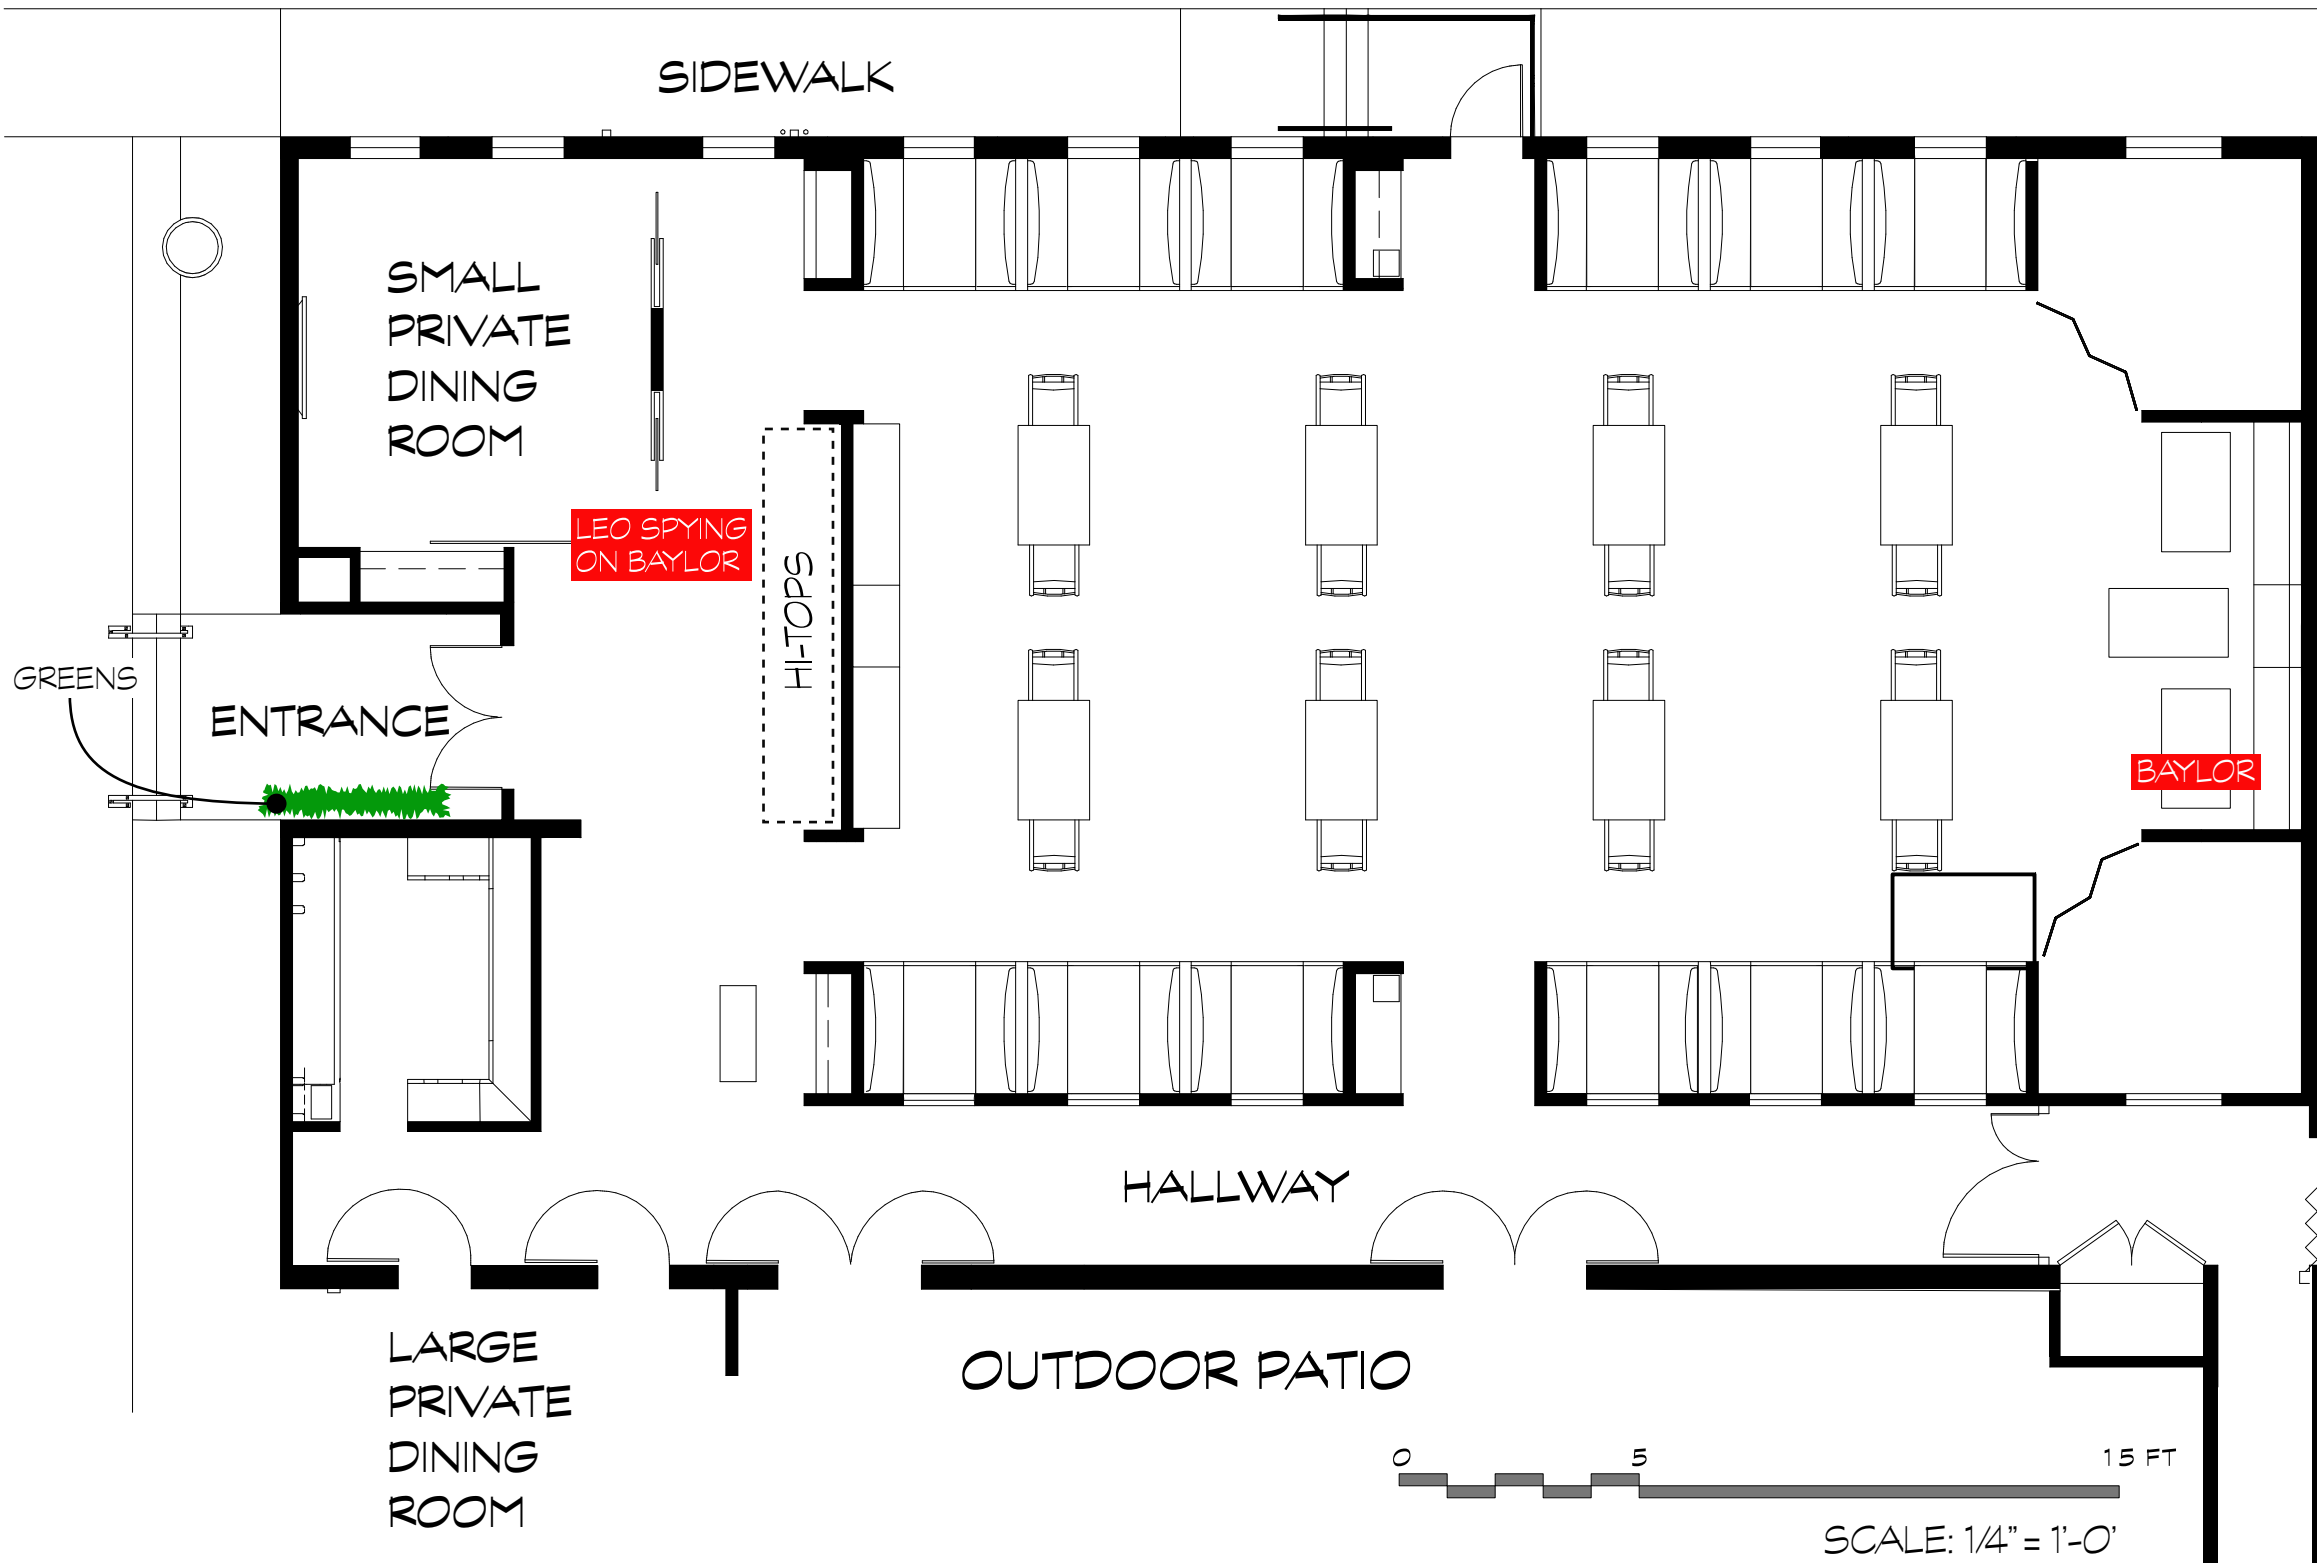 SIDEWALK
SMALL
PRIVATE
DINING
ROOM
LEO SPYING
ON BAYLOR
HI-TOPS
GREENS
ENTRANCE
BAYLOR
HALLWAY
LARGE
PRIVATE
DINING
ROOM
OUTDOOR PATIO
0 5 15 FT
SCALE: 1/4" = 1'-0'